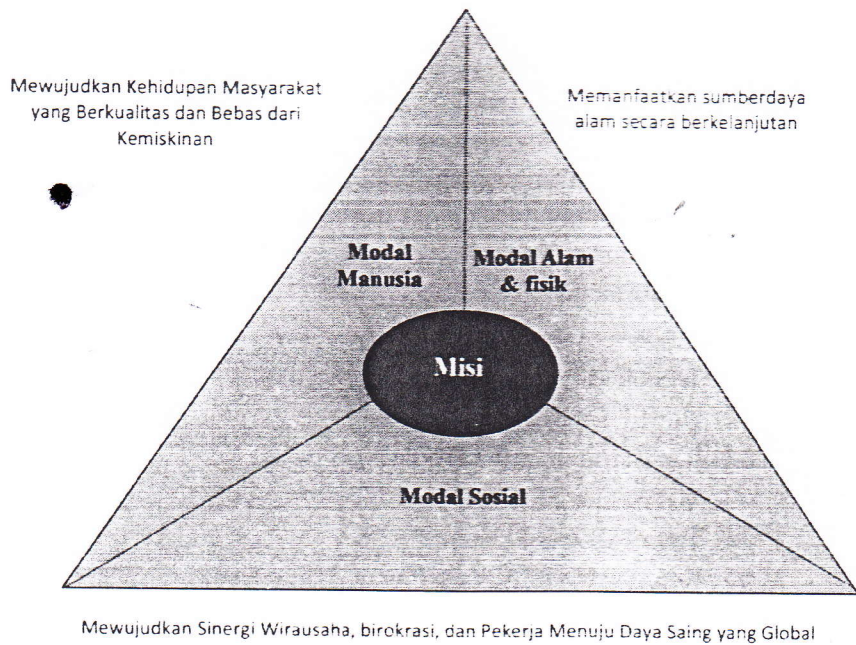 Mewujudkan Kehidupan Masyarakat
yang Berkualitas dan Bebas dari
Kemiskinan
Memanfaatkan sumberdaya
alam secara berkelanjutan
Modal
Manusia
Modal Alam
& fisik
Misi
Modal Sosial
Mewujudkan Sinergi Wirausaha, birokrasi, dan Pekerja Menuju Daya Saing yang Global